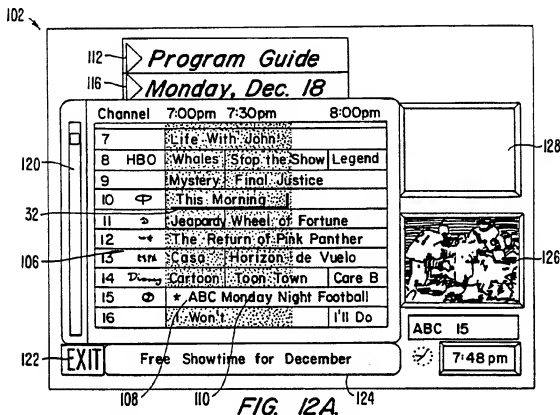 102
112
Program Guide
116
Monday, Dec. 18
Channel 7:00pm 7:30pm 8:00pm
7 Life With John
8 HBO Whales Stop the Show Legend
9 Mystery Final Justice
10 This Morning
11 Jeopardy Wheel of Fortune
12 The Return of Pink Panther
13 Casa Horizon de Vuelo
14 Disney Cartoon Toon Town Care B
15 * ABC Monday Night Football
16 I Won't I'll Do
120
32
106
128
126
ABC 15
122
EXIT
Free Showtime for December
7:48 pm
108
110
124
FIG. 12A.